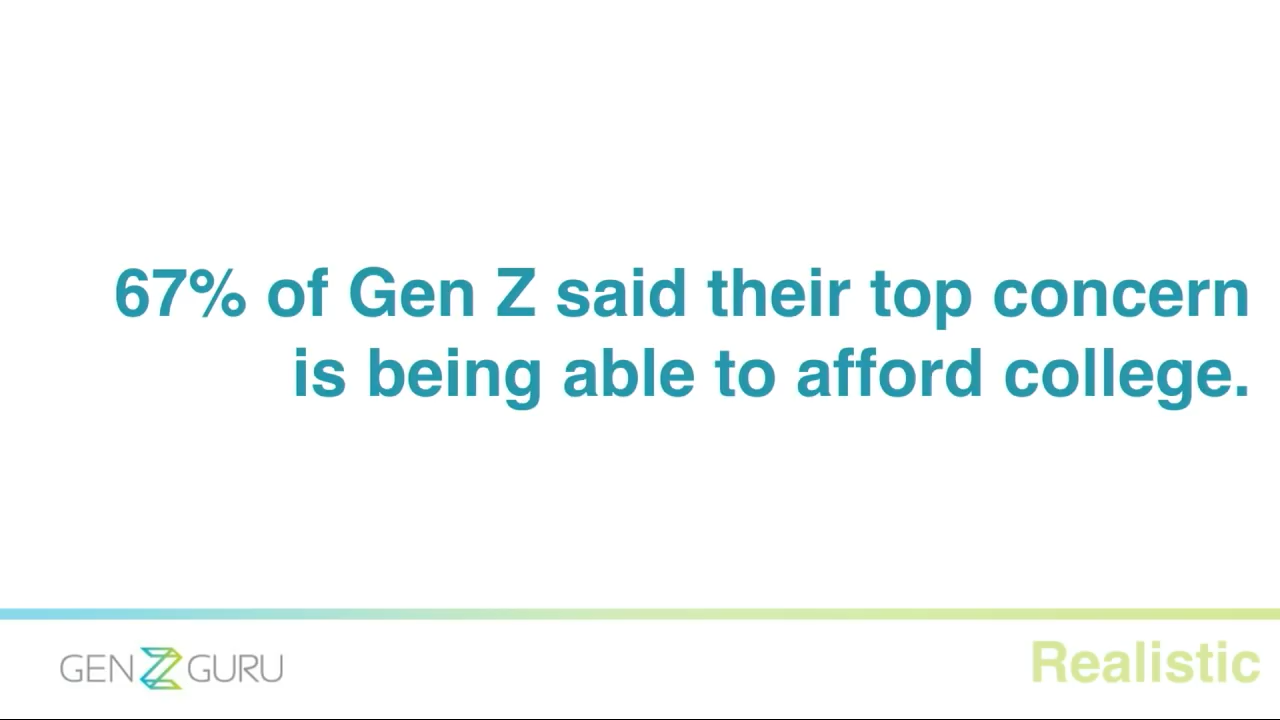 67% of Gen Z said their top concern
is being able to afford college.
GEN Z GURU
Realistic